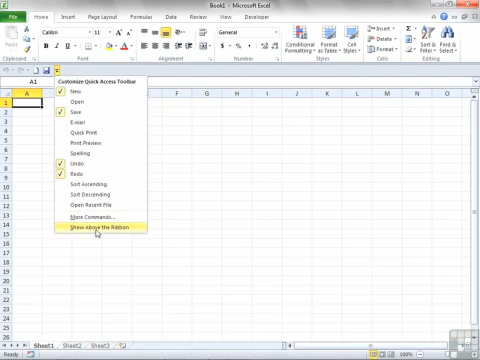 Book1 - Microsoft Excel
File Home Insert Page Layout Formulas Data Review View Developer
Calibri 11 General Insert
Paste Delete
Format
Conditional Formatting Format as Table Cell Styles
Sort & Filter Find & Select
Clipboard Font Alignment Number Styles Cells Editing
A1
A F G H I J K L M N O
Customize Quick Access Toolbar
New
Open
Save
E-mail
Quick Print
Print Preview
Spelling
Undo
Redo
Sort Ascending
Sort Descending
Open Recent File
More Commands...
Show Above the Ribbon
1
2
3
4
5
6
7
8
9
10
11
12
13
14
15
16
17
18
19
20
21
22
23
24
25
26
Sheet1 Sheet2 Sheet3
Ready 100%